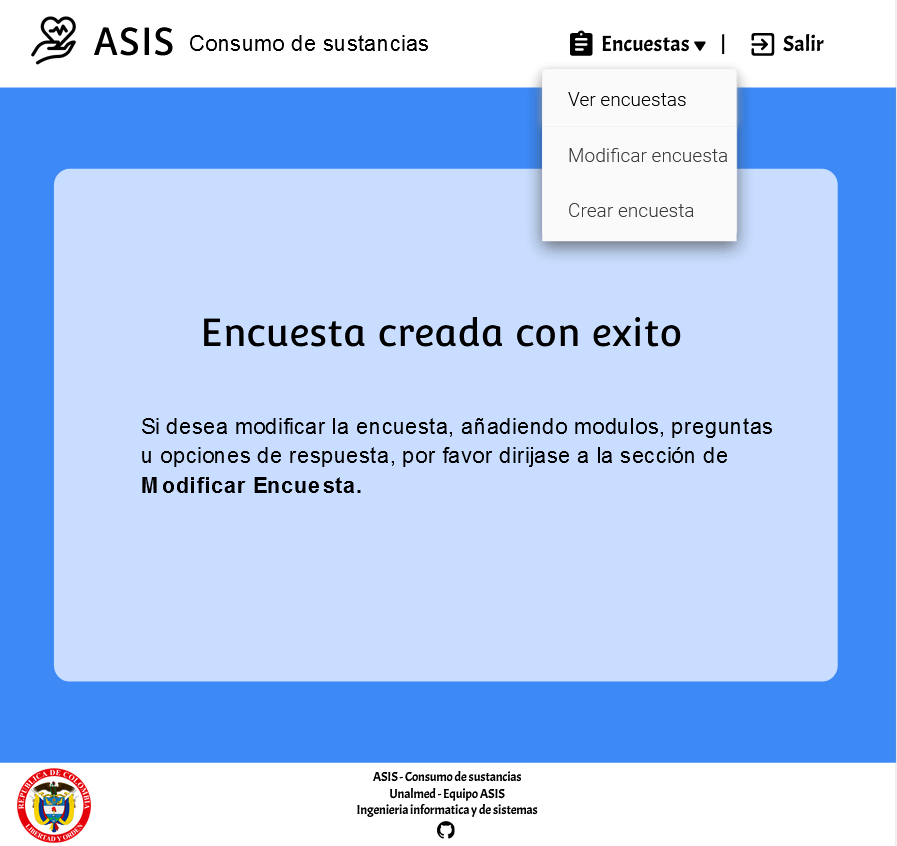 ASIS Consumo de sustancias
Encuestas ▼ | Salir
Ver encuestas
Modificar encuesta
Crear encuesta
Encuesta creada con exito
Si desea modificar la encuesta, añadiendo modulos, preguntas
u opciones de respuesta, por favor dirijase a la sección de
Modificar Encuesta.
REPUBLICA DE COLOMBIA
LIBERTAD Y ORDEN
ASIS - Consumo de sustancias
Unalmed - Equipo ASIS
Ingenieria informatica y de sistemas